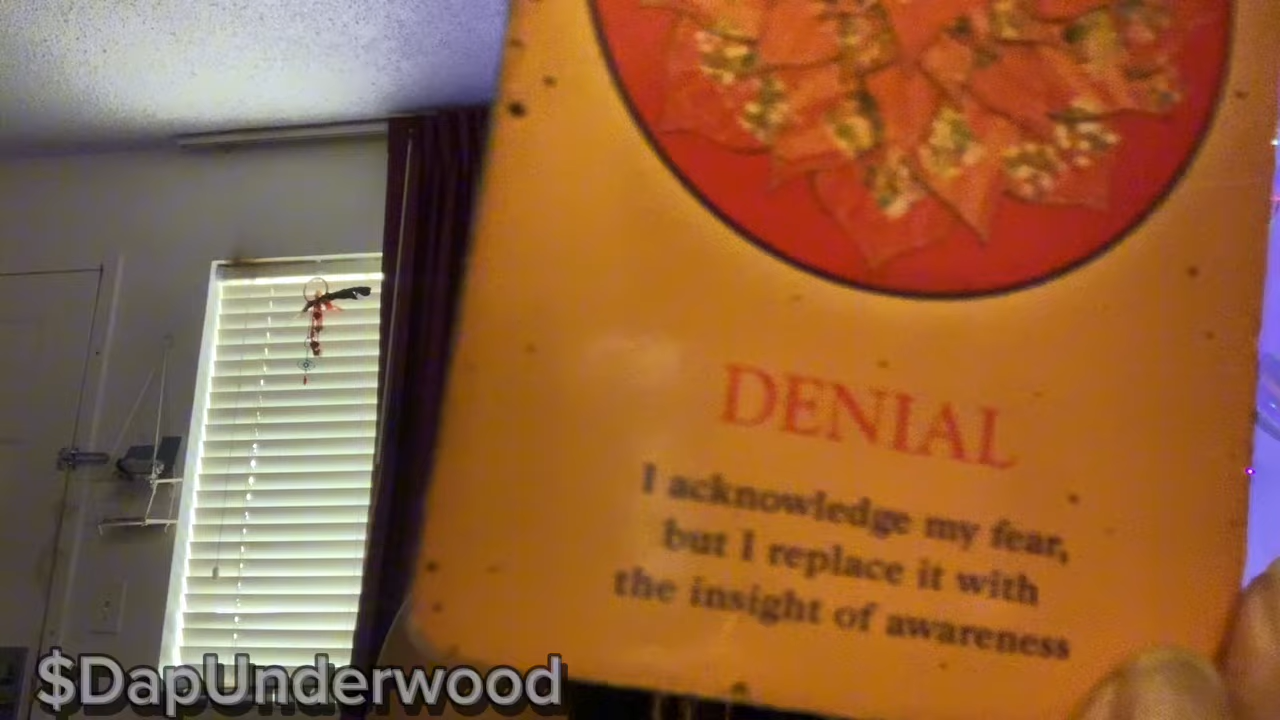 DENIAL
I acknowledge my fear,
but I replace it with
the insight of awareness
$DapUnderwood